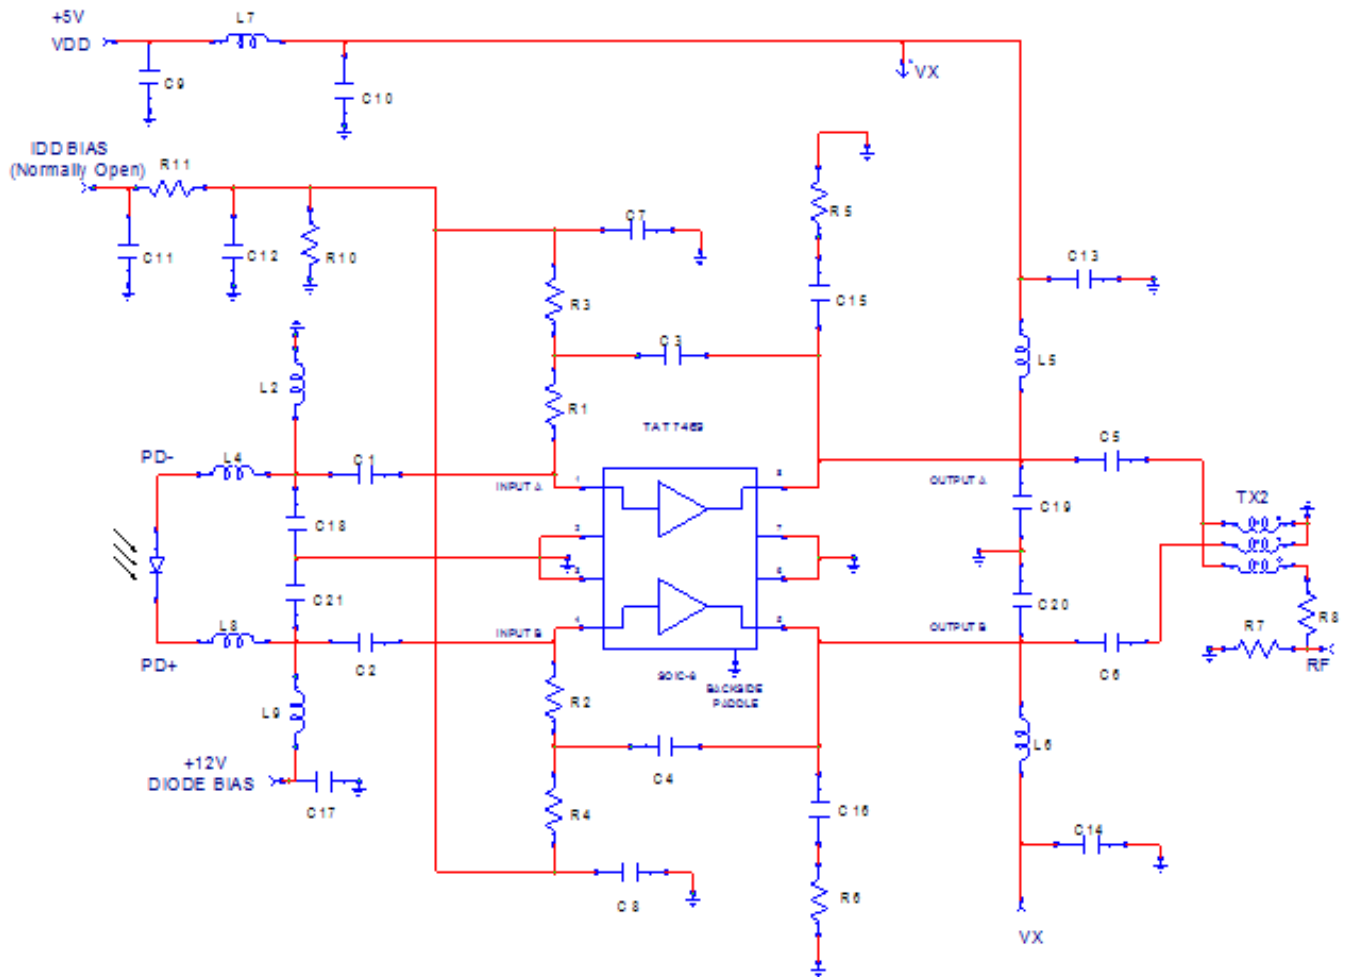 +5V
VDD
L7
C9
C10
VX
IDD BIAS
(Normally Open)
R11
C11
C12
R10
C7
R5
C13
R3
C15
C3
L5
L2
R1
TAT7469
PD-
L4
C1
C5
INPUT A
1
8
OUTPUT A
TX2
C18
C19
2
7
3
6
C21
C20
L8
INPUT B
4
5
OUTPUT B
R7
R8
PD+
C2
C6
RF
SOIC-8
BACKSIDE
PADDLE
R2
L9
L6
+12V
DIODE BIAS
C4
C17
R4
C16
C14
C8
R6
VX